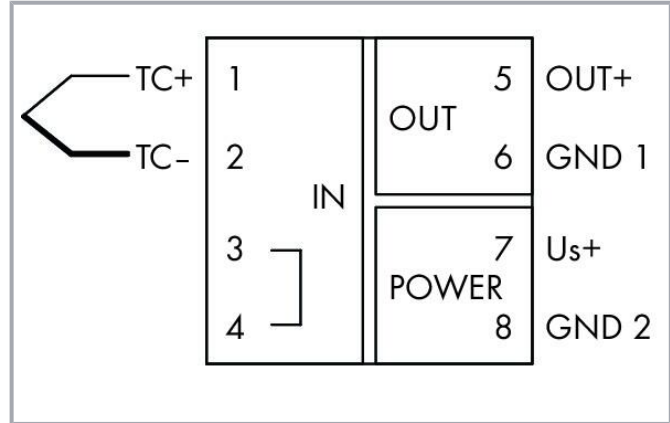 TC+ 1 5 OUT+
OUT
TC– 2 6 GND 1
IN
3 7 Us+
POWER
4 8 GND 2